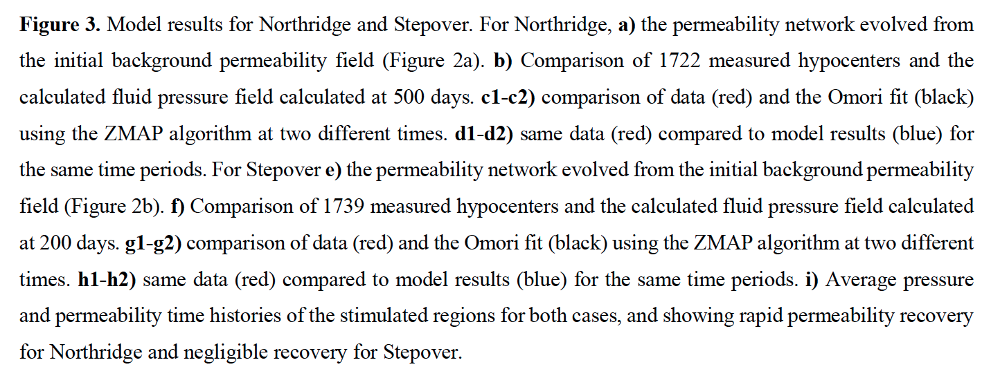 Figure 3. Model results for Northridge and Stepover. For Northridge, a) the permeability network evolved from
the initial background permeability field (Figure 2a). b) Comparison of 1722 measured hypocenters and the
calculated fluid pressure field calculated at 500 days. c1-c2) comparison of data (red) and the Omori fit (black)
using the ZMAP algorithm at two different times. d1-d2) same data (red) compared to model results (blue) for
the same time periods. For Stepover e) the permeability network evolved from the initial background permeability
field (Figure 2b). f) Comparison of 1739 measured hypocenters and the calculated fluid pressure field calculated
at 200 days. g1-g2) comparison of data (red) and the Omori fit (black) using the ZMAP algorithm at two different
times. h1-h2) same data (red) compared to model results (blue) for the same time periods. i) Average pressure
and permeability time histories of the stimulated regions for both cases, and showing rapid permeability recovery
for Northridge and negligible recovery for Stepover.